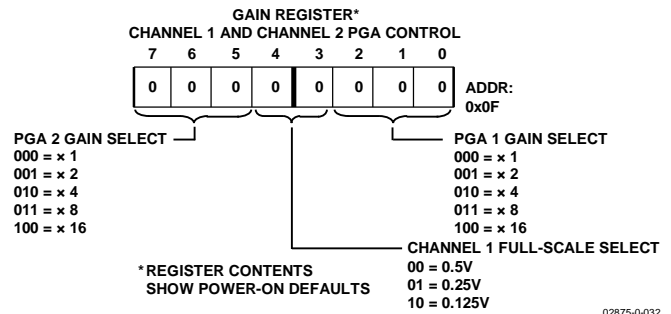 GAIN REGISTER*
CHANNEL 1 AND CHANNEL 2 PGA CONTROL
7 6 5 4 3 2 1 0
0 0 0 0 0 0 0 0
ADDR:
0x0F
PGA 2 GAIN SELECT
000 = × 1
001 = × 2
010 = × 4
011 = × 8
100 = × 16
PGA 1 GAIN SELECT
000 = × 1
001 = × 2
010 = × 4
011 = × 8
100 = × 16
CHANNEL 1 FULL-SCALE SELECT
00 = 0.5V
01 = 0.25V
10 = 0.125V
*REGISTER CONTENTS
SHOW POWER-ON DEFAULTS
02875-0-032